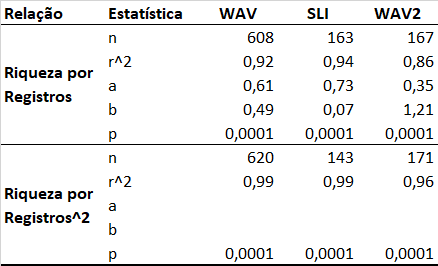 Relação Estatística WAV SLI WAV2
n 608 163 167
r^2 0,92 0,94 0,86
Riqueza por Registros a 0,61 0,73 0,35
b 0,49 0,07 1,21
p 0,0001 0,0001 0,0001
n 620 143 171
r^2 0,99 0,99 0,96
Riqueza por Registros^2 a
b
p 0,0001 0,0001 0,0001